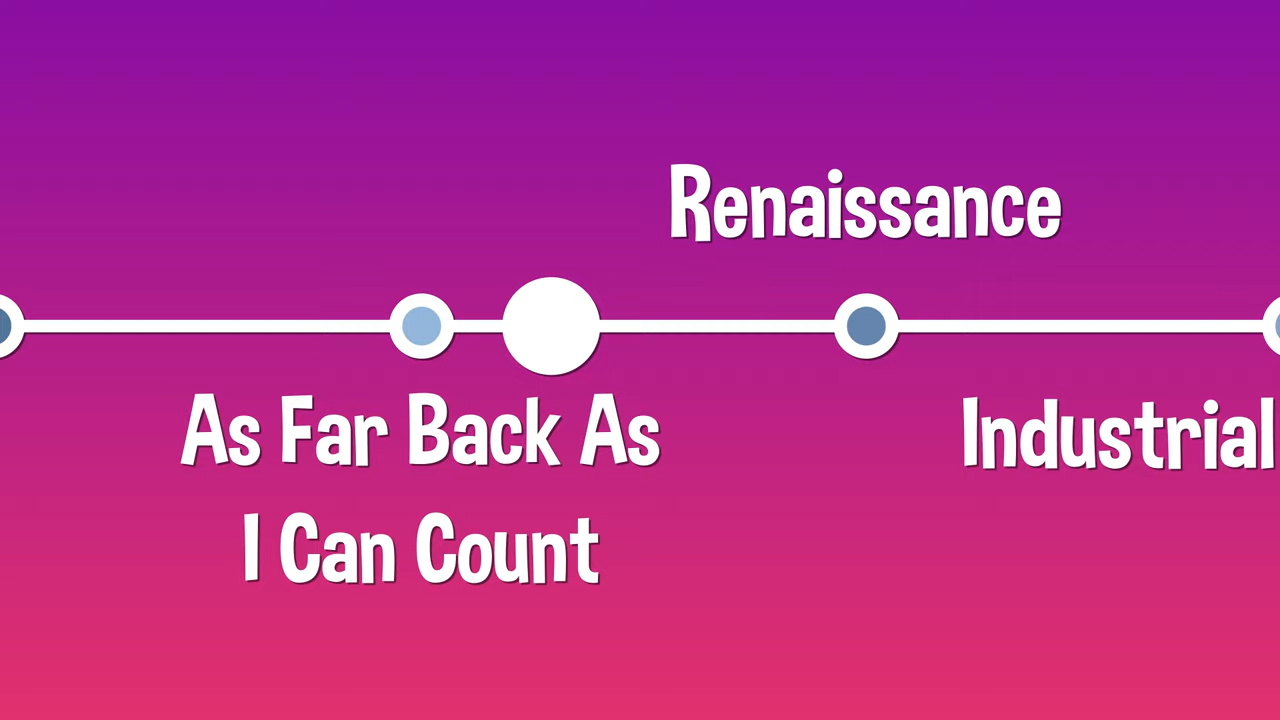 Renaissance
As Far Back As
I Can Count
Industrial